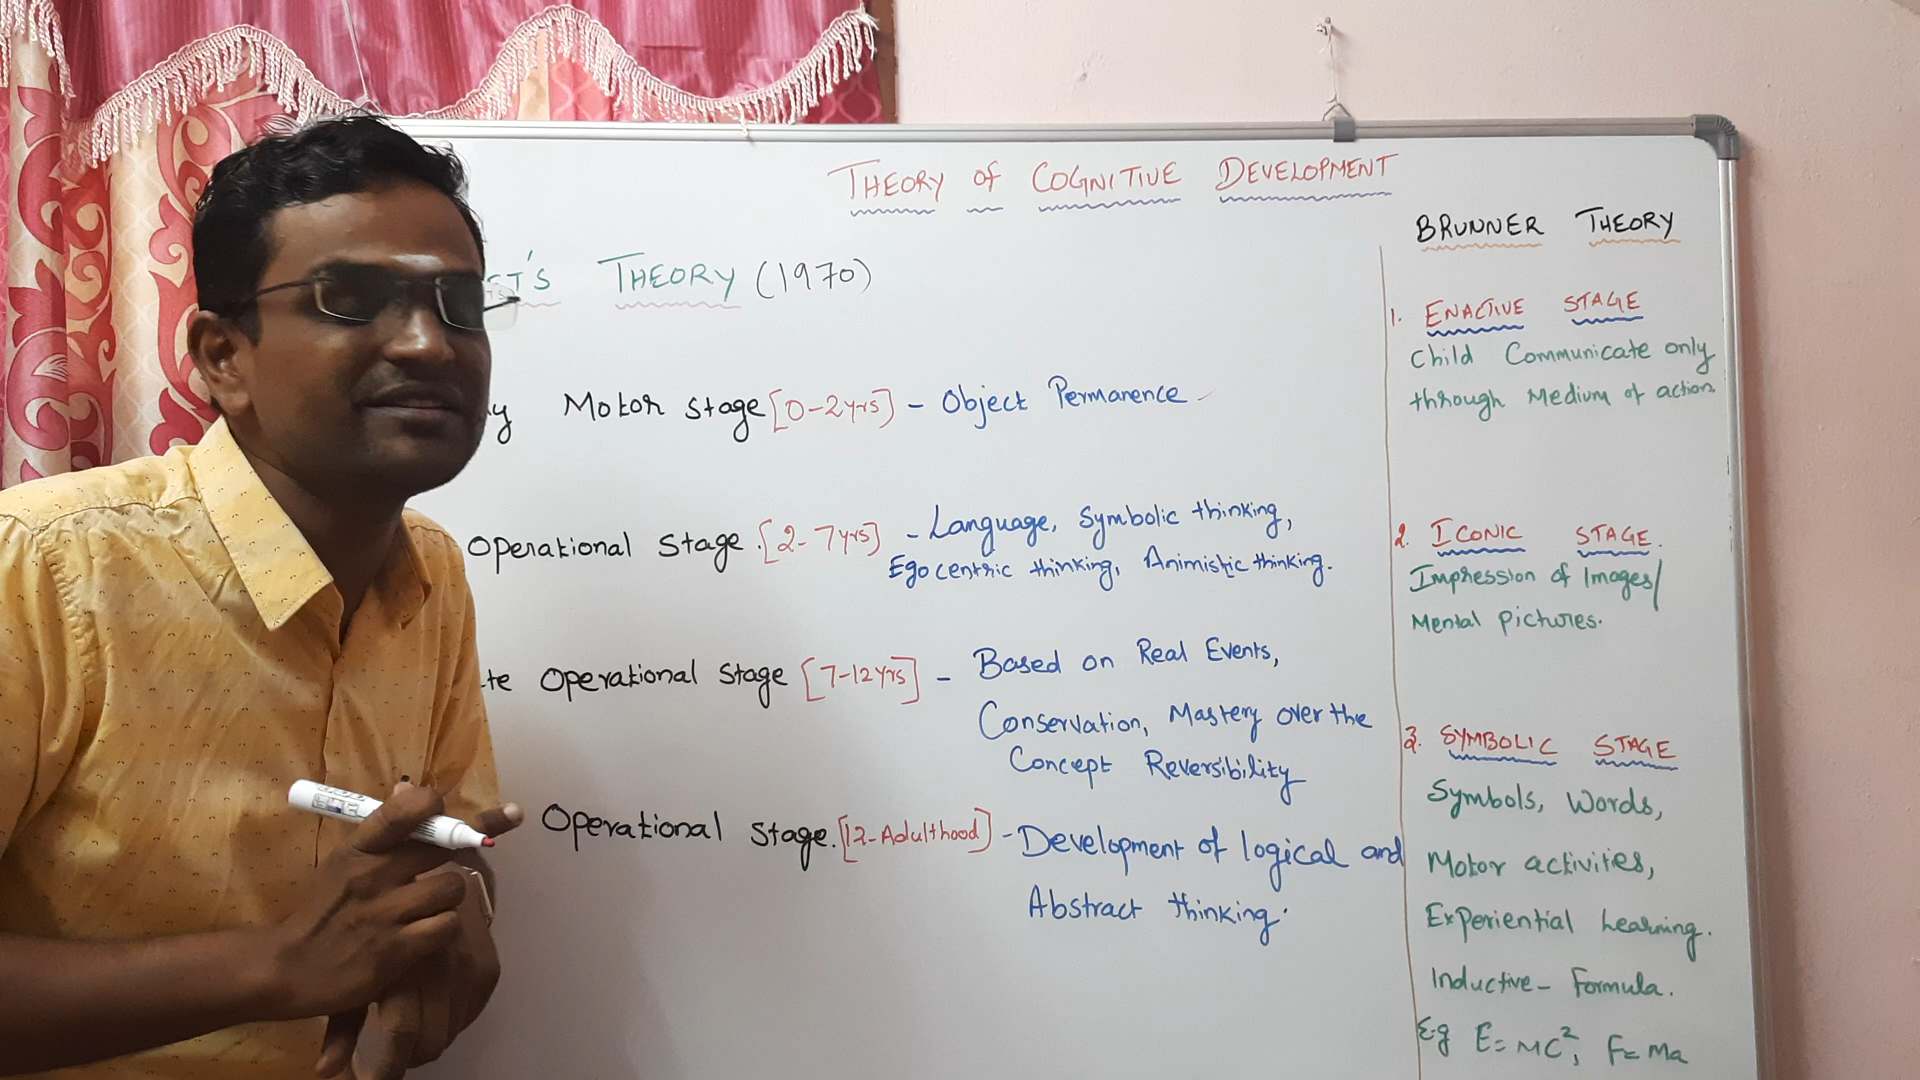 THEORY OF COGNITIVE DEVELOPMENT
ST'S THEORY (1970)
y Motor Stage [0-2yrs] - Object Permanence
Operational Stage. [2-7yrs] - Language, Symbolic thinking,
Egocentric thinking, Animistic thinking.
te Operational Stage [7-12yrs] - Based on Real Events,
Conservation, Mastery over the
Concept Reversibility
Operational Stage. [12-Adulthood] - Development of logical and
Abstract thinking.
BRUNNER THEORY
1. ENACTIVE STAGE
Child Communicate only
through Medium of action.
2. ICONIC STAGE.
Impression of Images/
Mental Pictures.
3. SYMBOLIC STAGE
Symbols, Words,
Motor activities,
Experiential Learning.
Inductive- Formula.
E.g E=MC², F=Ma